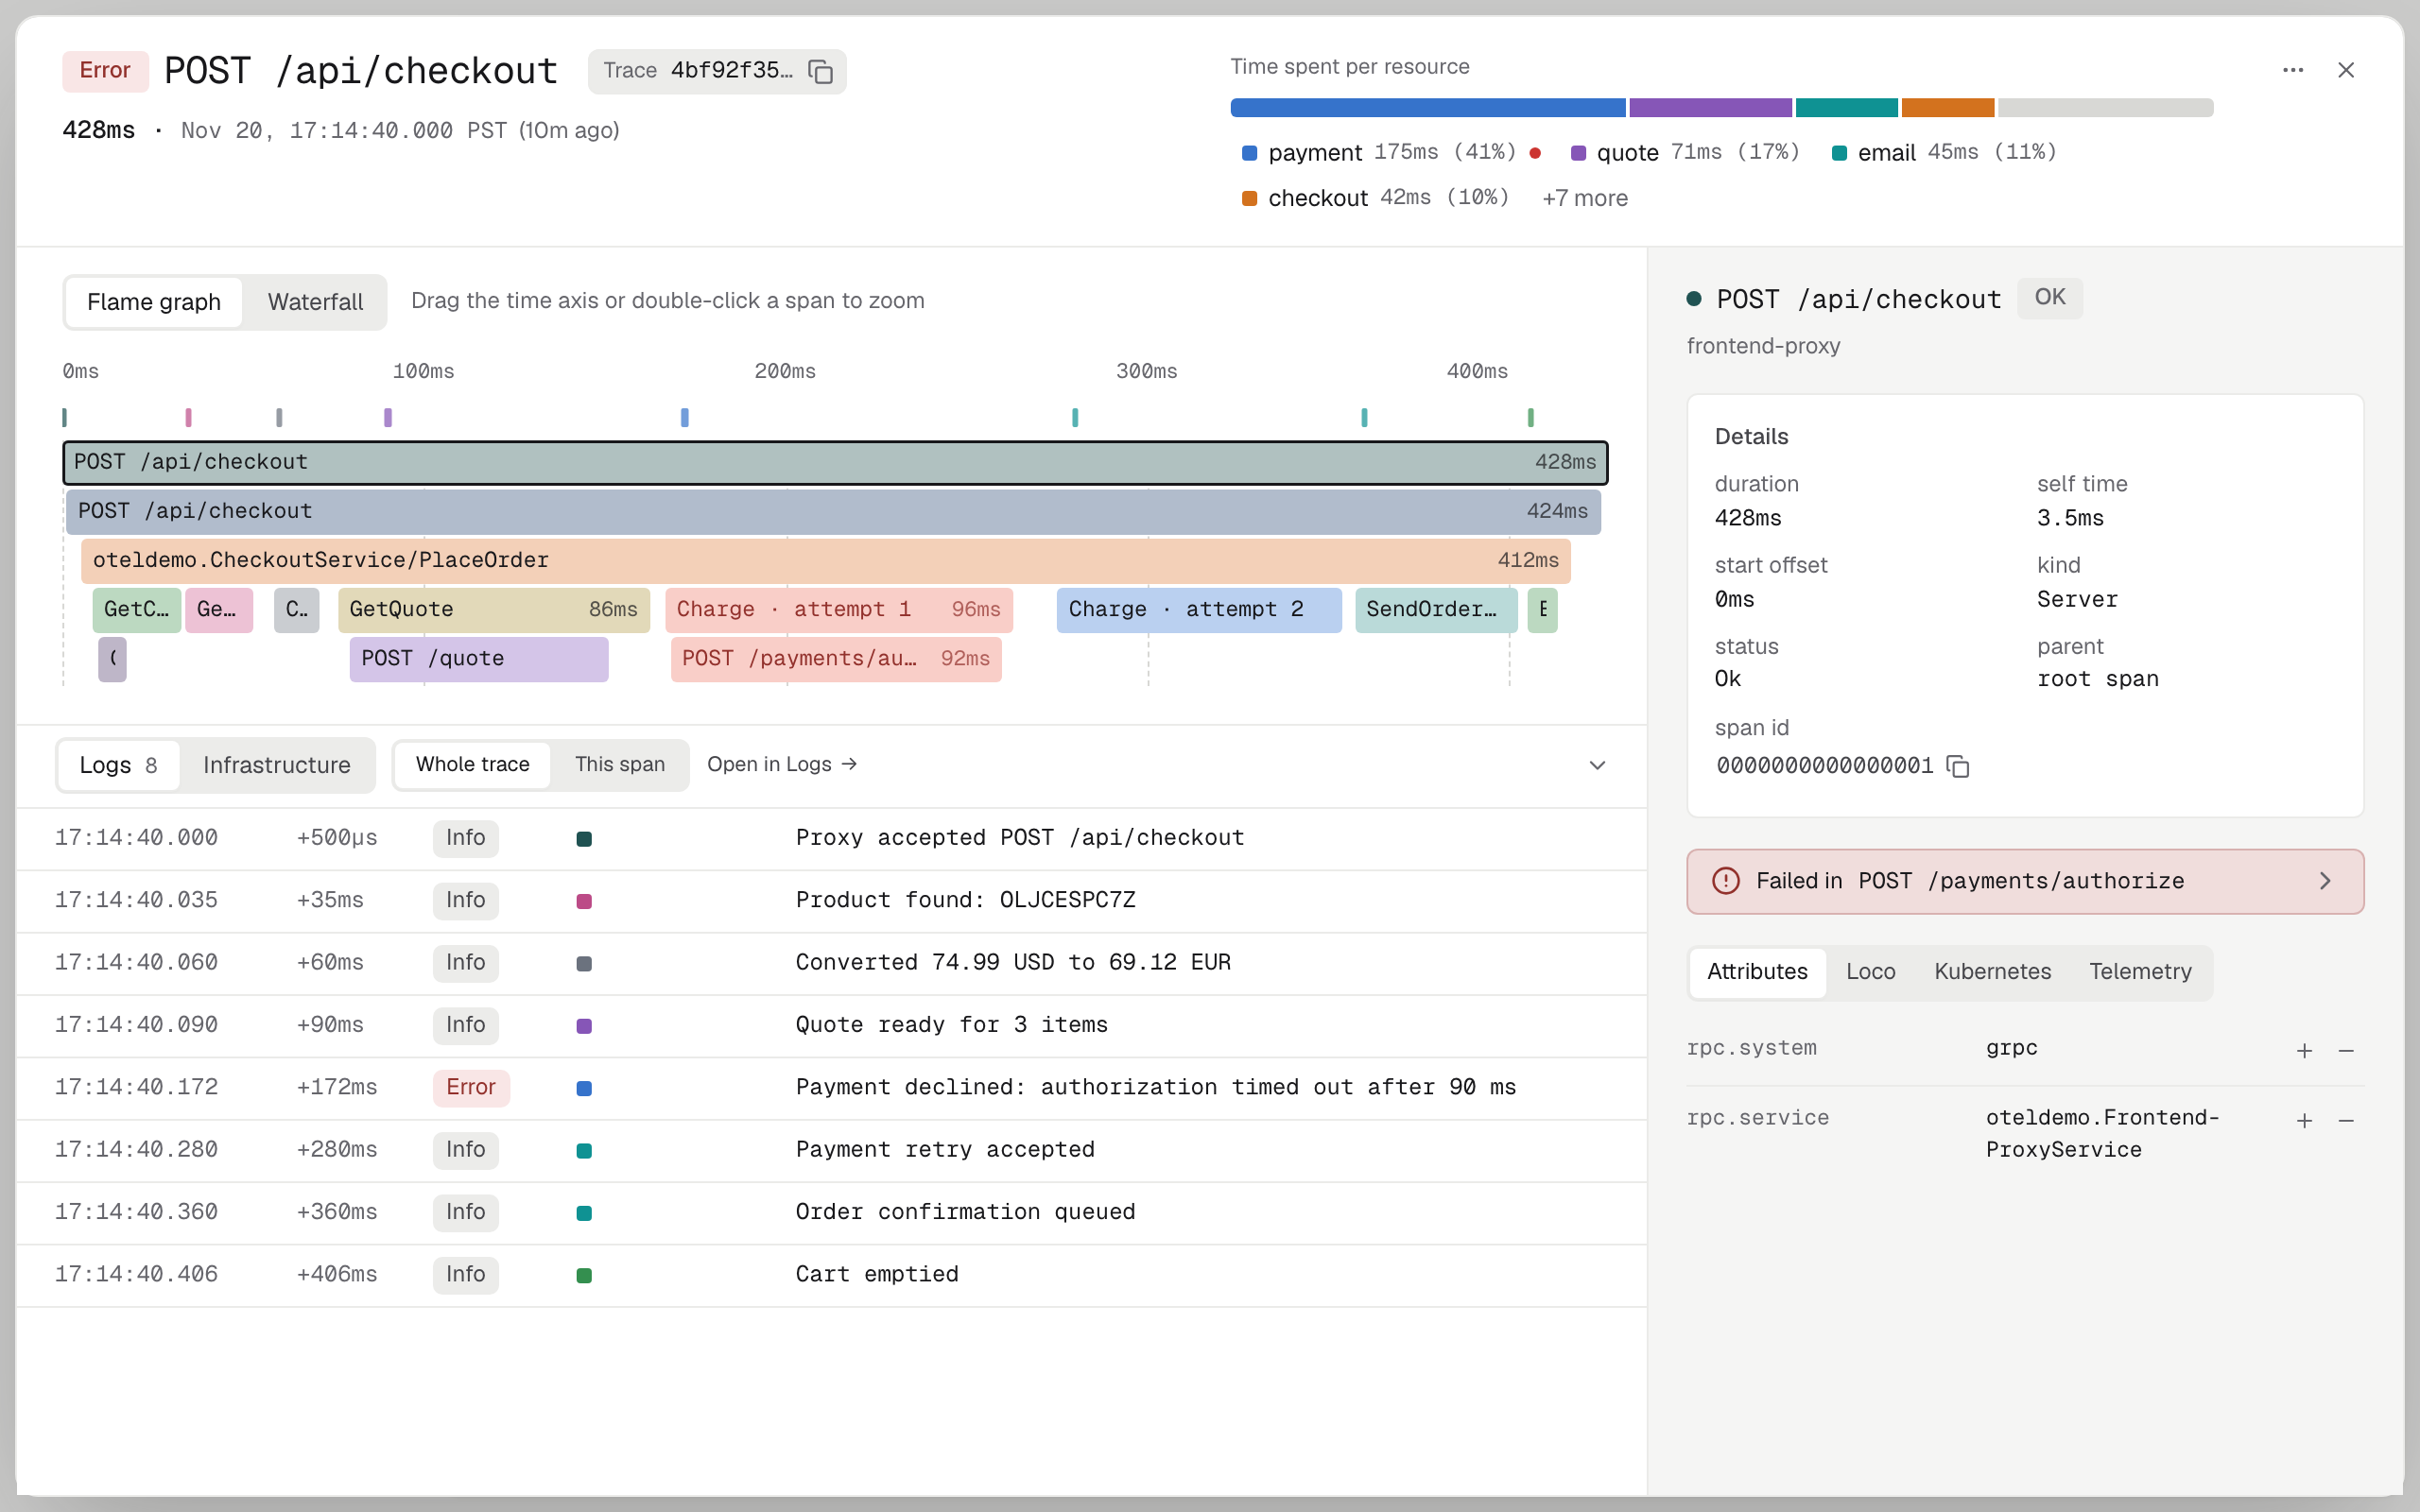 Error POST /api/checkout Trace 4bf92f35…
428ms · Nov 20, 17:14:40.000 PST (10m ago)
Time spent per resource
payment 175ms (41%) quote 71ms (17%) email 45ms (11%)
checkout 42ms (10%) +7 more
Flame graph Waterfall Drag the time axis or double-click a span to zoom
0ms 100ms 200ms 300ms 400ms
POST /api/checkout 428ms
POST /api/checkout 424ms
oteldemo.CheckoutService/PlaceOrder 412ms
GetC… Ge… C… GetQuote 86ms Charge · attempt 1 96ms Charge · attempt 2 SendOrder…
POST /quote POST /payments/au… 92ms
Logs 8 Infrastructure Whole trace This span Open in Logs →
17:14:40.000 +500µs Info Proxy accepted POST /api/checkout
17:14:40.035 +35ms Info Product found: OLJCESPC7Z
17:14:40.060 +60ms Info Converted 74.99 USD to 69.12 EUR
17:14:40.090 +90ms Info Quote ready for 3 items
17:14:40.172 +172ms Error Payment declined: authorization timed out after 90 ms
17:14:40.280 +280ms Info Payment retry accepted
17:14:40.360 +360ms Info Order confirmation queued
17:14:40.406 +406ms Info Cart emptied
POST /api/checkout OK
frontend-proxy
Details
duration self time
428ms 3.5ms
start offset kind
0ms Server
status parent
Ok root span
span id
0000000000000001
Failed in POST /payments/authorize
Attributes Loco Kubernetes Telemetry
rpc.system grpc
rpc.service oteldemo.Frontend-
ProxyService